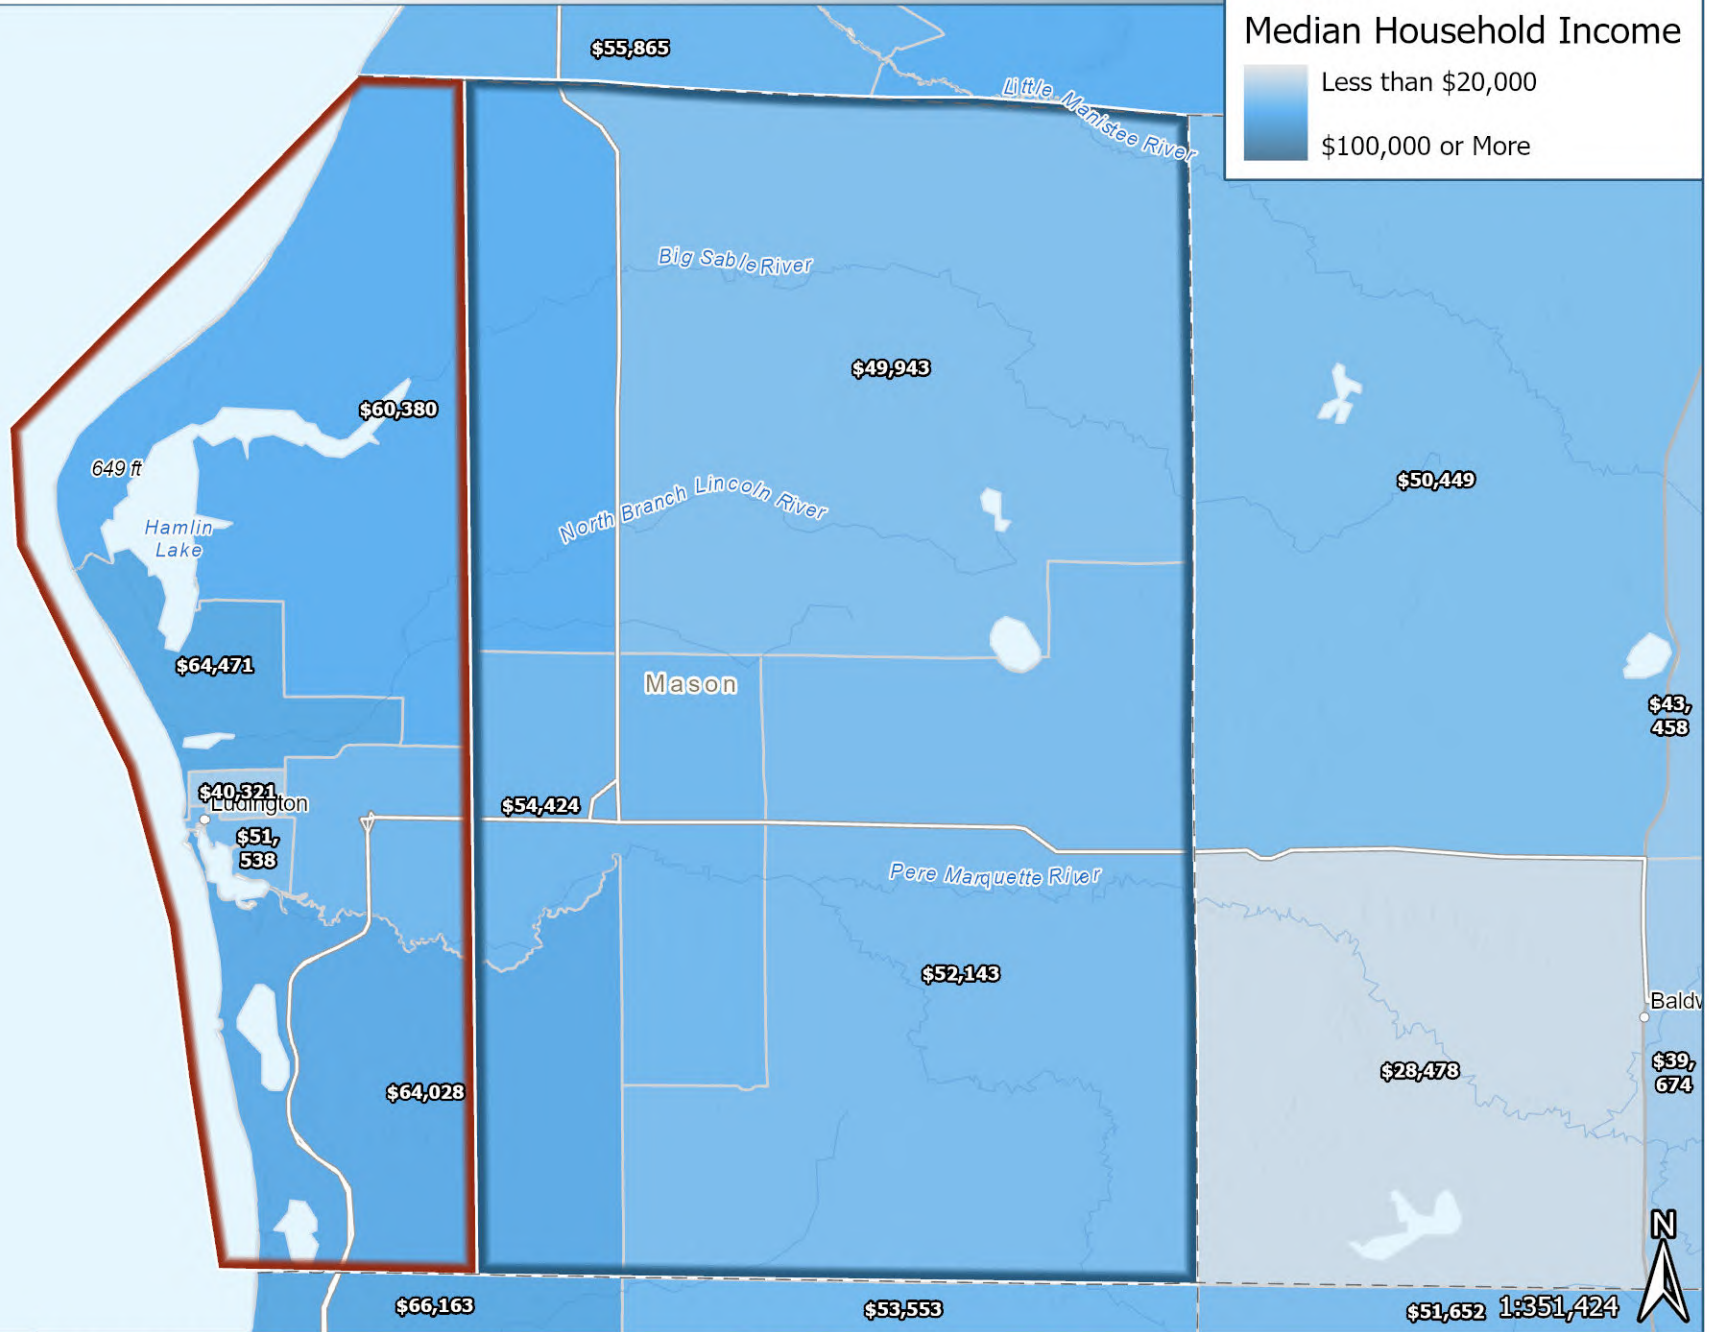 Median Household Income
Less than $20,000
$100,000 or More
$55,865
Little Manistee River
Big Sable River
$49,943
$60,380
649 ft
$50,449
North Branch Lincoln River
Hamlin
Lake
$64,471
Mason
$43,
458
$40,321
Ludington
$54,424
$51,
538
Pere Marquette River
$52,143
Baldw
$28,478
$39,
674
$64,028
N
$66,163
$53,553
$51,652
1:351,424